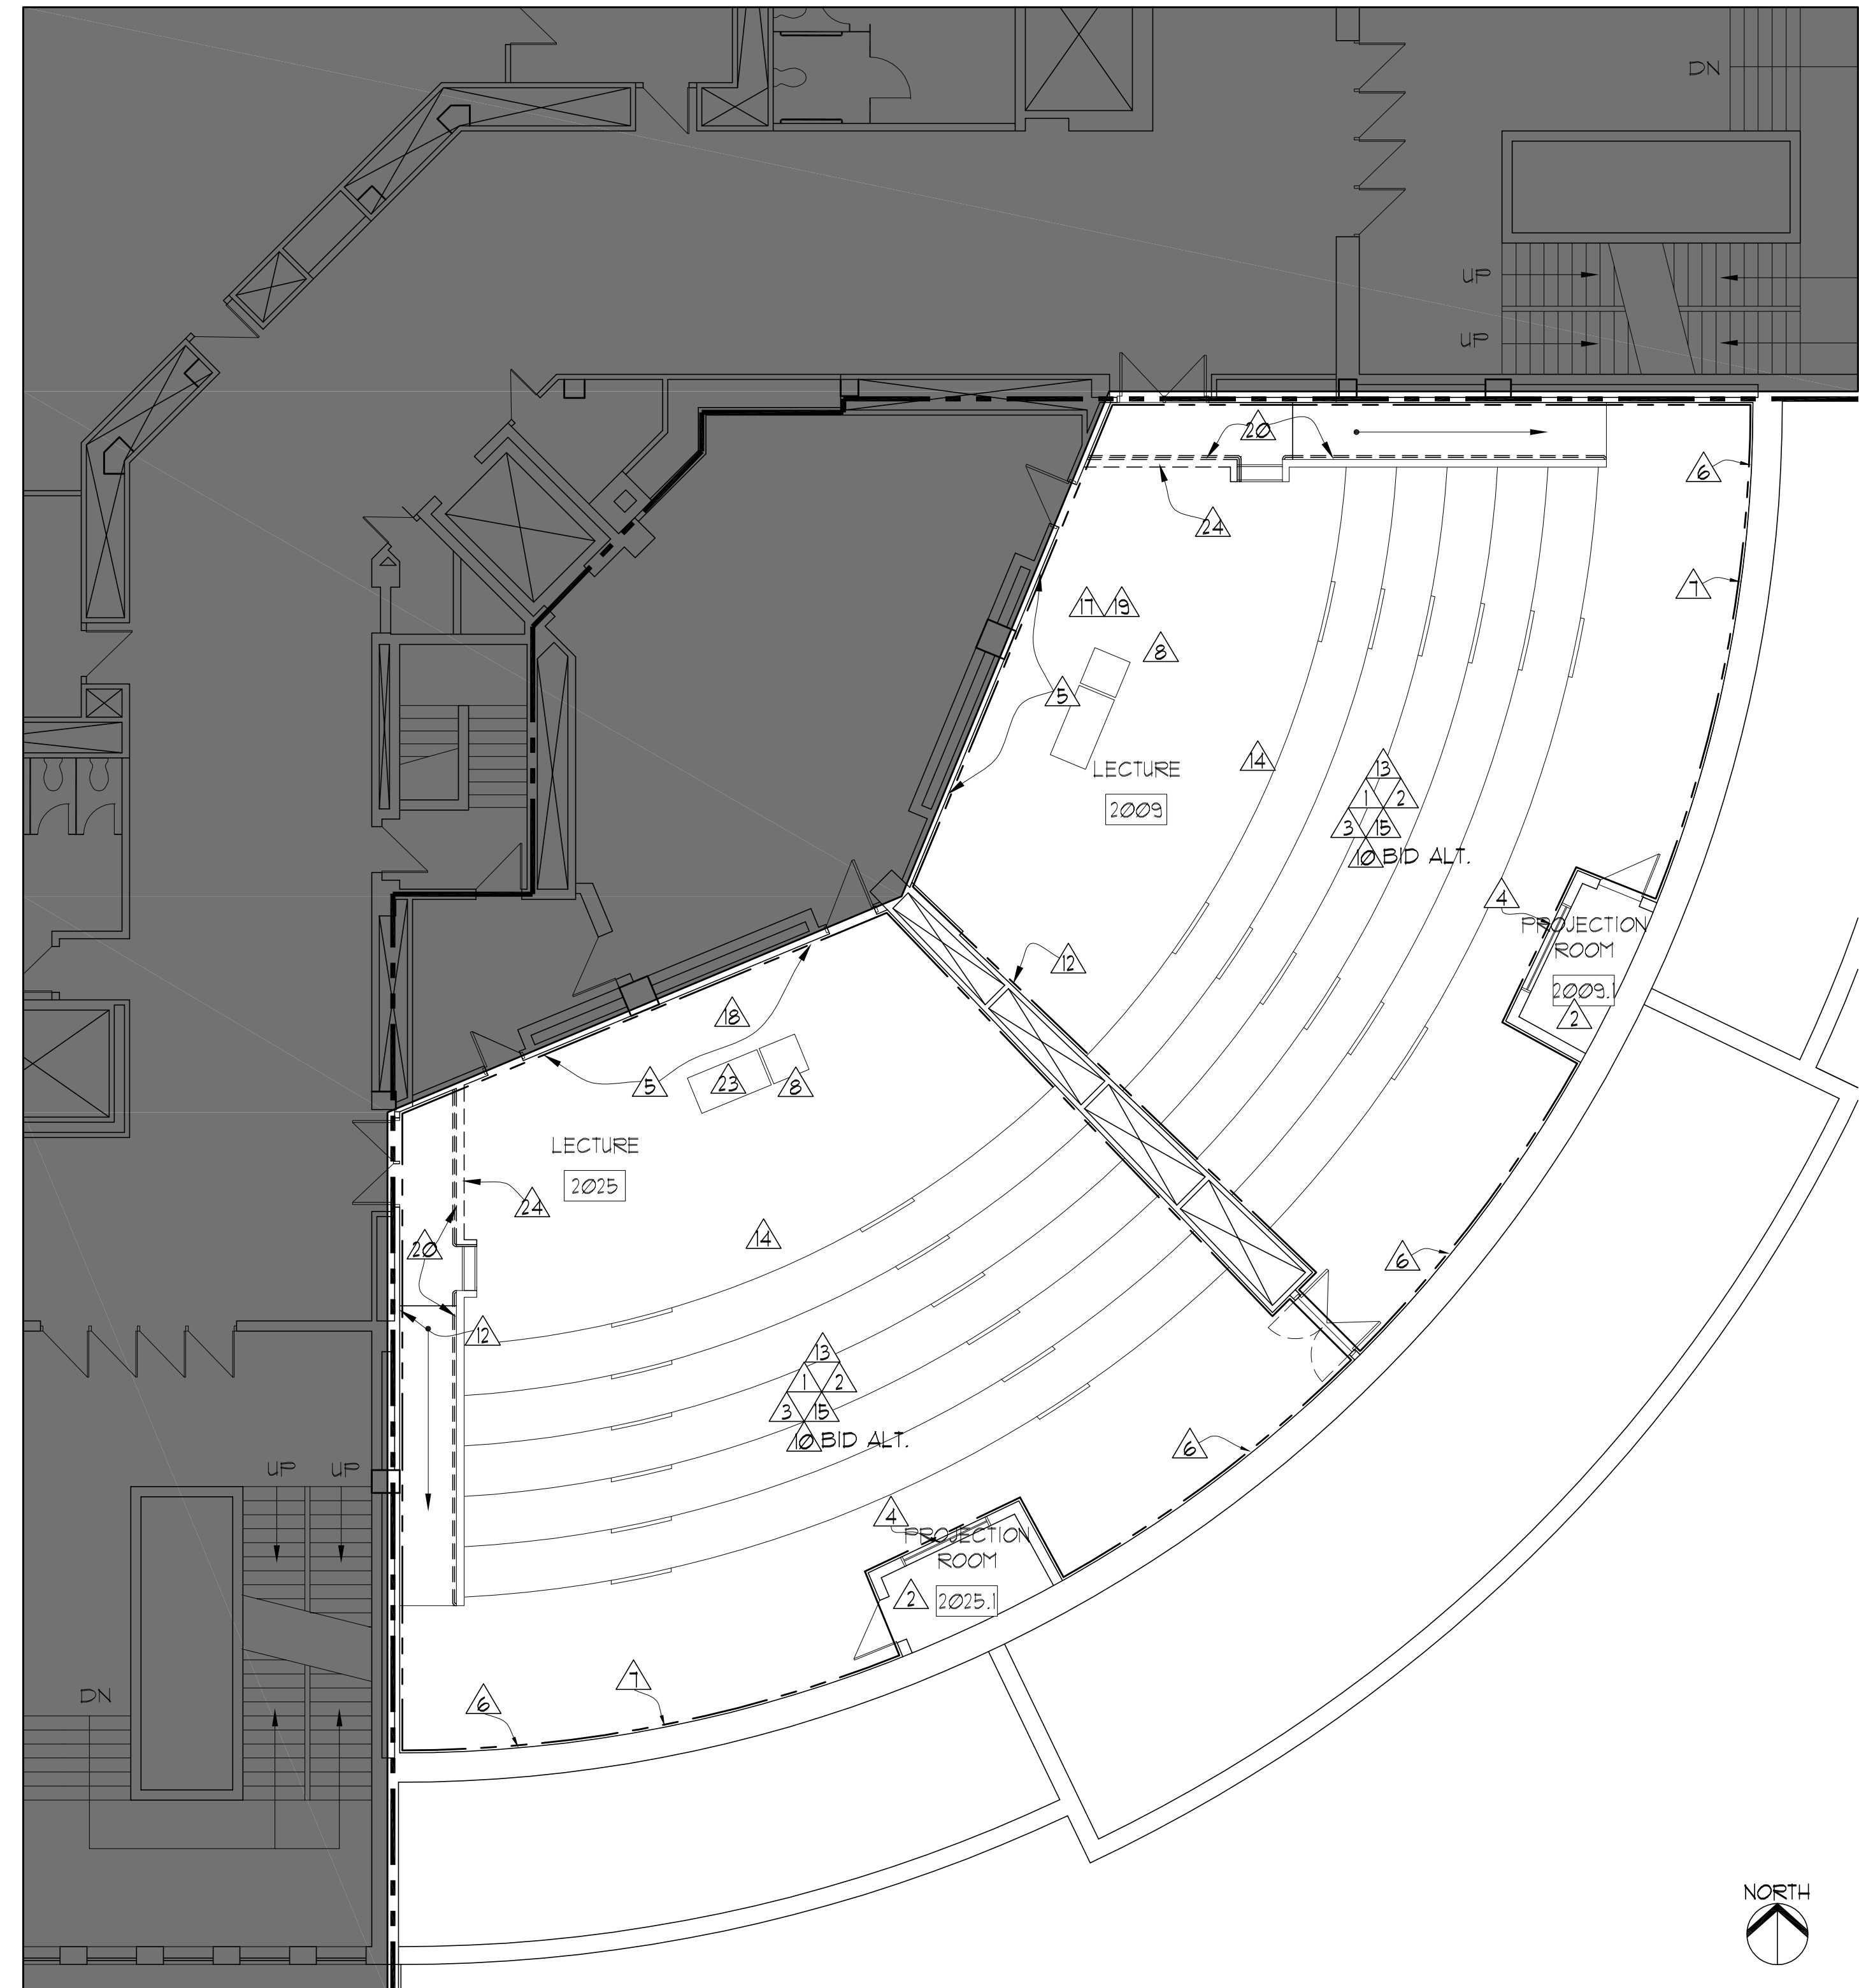 DN
UP
UP
20
6
24
7
17 19
8
5
LECTURE
2009
14
13
1 2
3 15
10 BID ALT.
4
PROJECTION
ROOM
2009.1
2
12
18
5
23
8
LECTURE
2025
24
20
14
12
6
13
1 2
3 15
10 BID ALT.
6
UP UP
4
PROJECTION
ROOM
2
2025.1
7
6
DN
NORTH